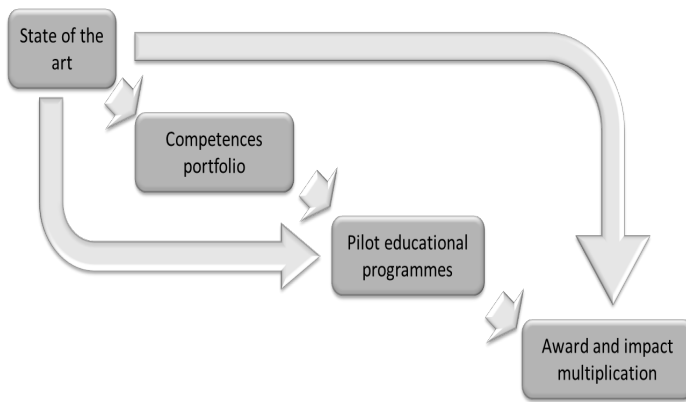 State of the
art
Competences
portfolio
Pilot educational
programmes
Award and impact
multiplication